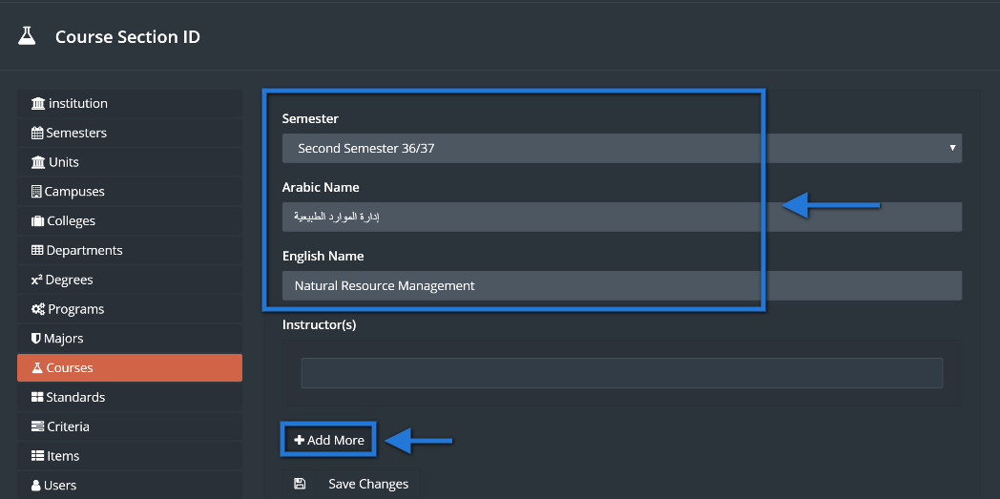 Course Section ID
institution
Semesters
Units
Campuses
Colleges
Departments
x² Degrees
Programs
Majors
Courses
Standards
Criteria
Items
Users
Semester
Second Semester 36/37
Arabic Name
إدارة الموارد الطبيعية
English Name
Natural Resource Management
Instructor(s)
+ Add More
Save Changes